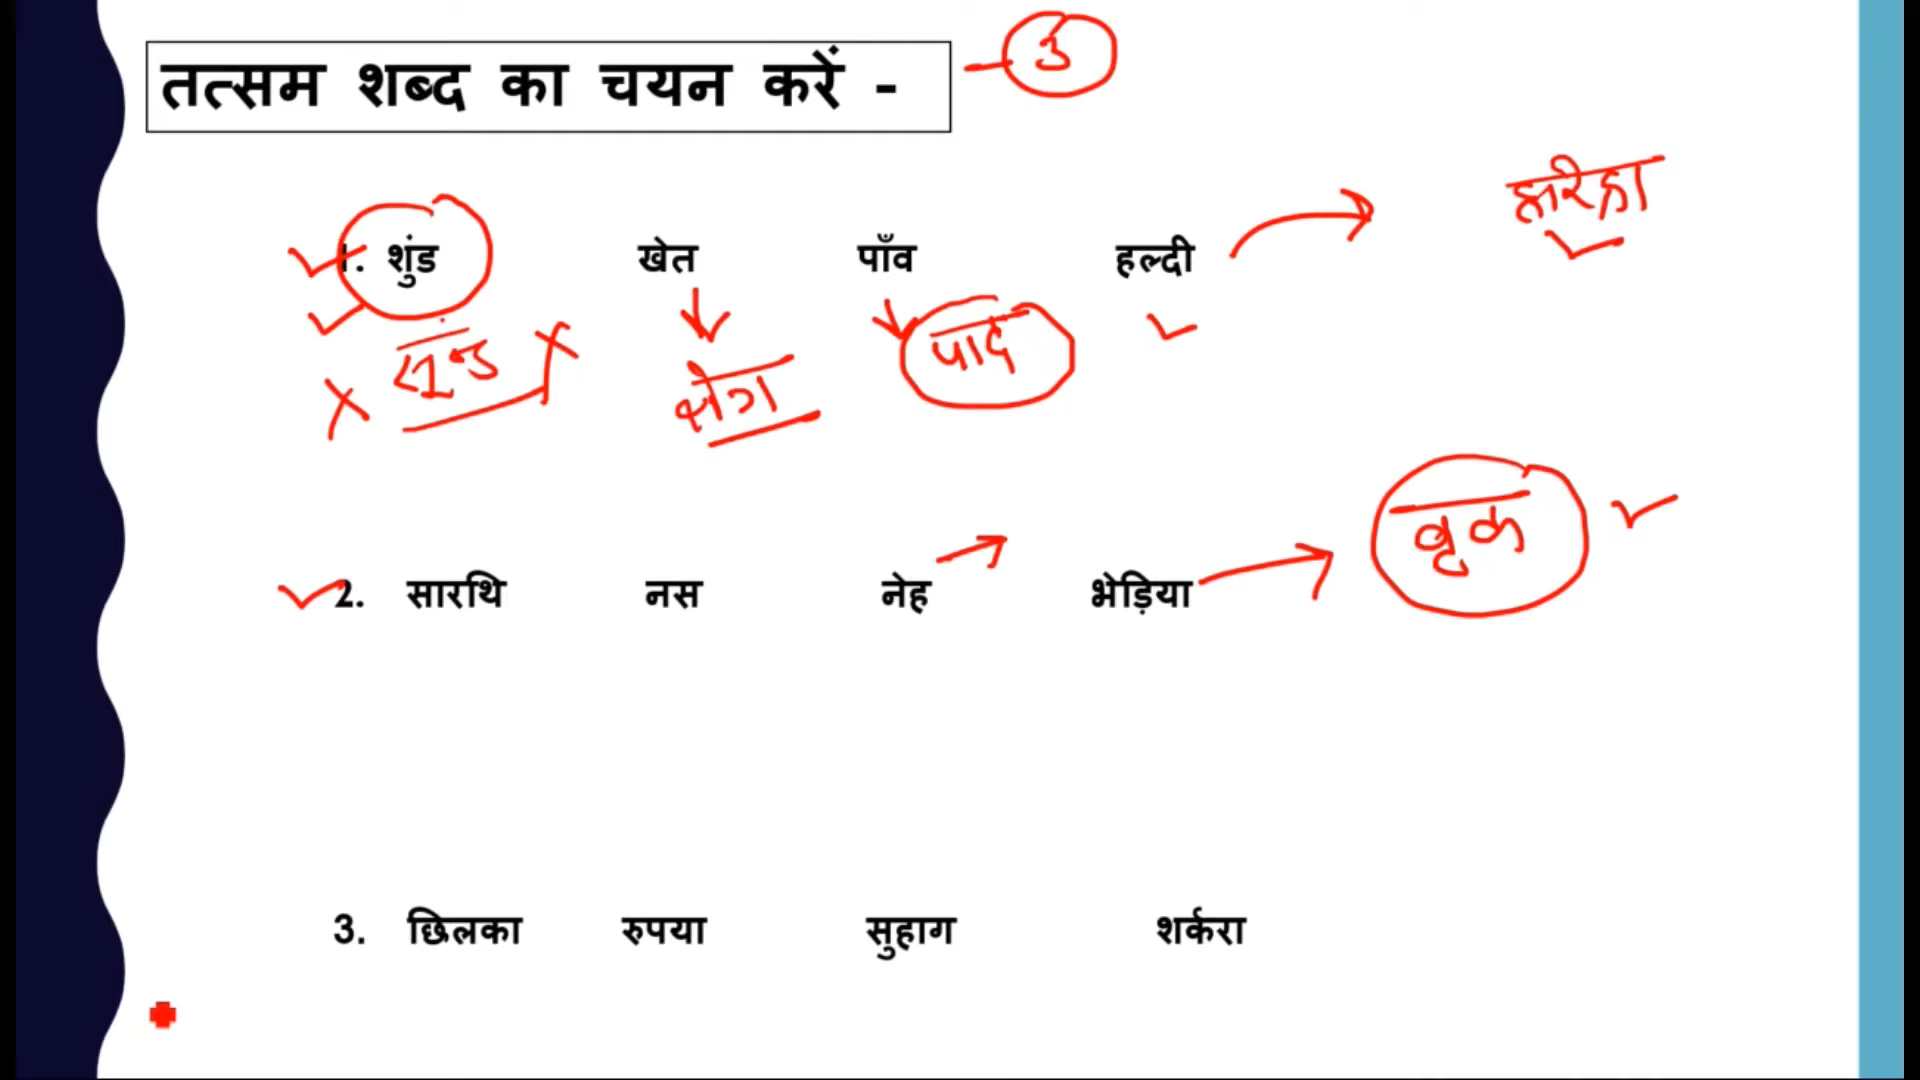 तत्सम शब्द का चयन करें - - 3
हरिद्रा
1. शुंड खेत पाँव हल्दी
सूंड क्षेत्र पाद
वृक
2. सारथि नस नेह भेड़िया
3. छिलका रुपया सुहाग शर्करा